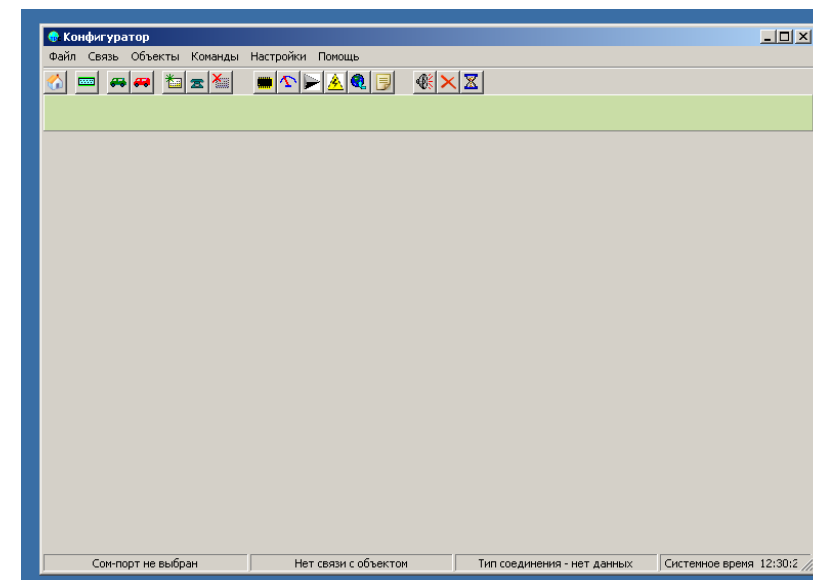 Конфигуратор
Файл Связь Объекты Команды Настройки Помощь
Com-порт не выбран Нет связи с объектом Тип соединения - нет данных Системное время 12:30:2